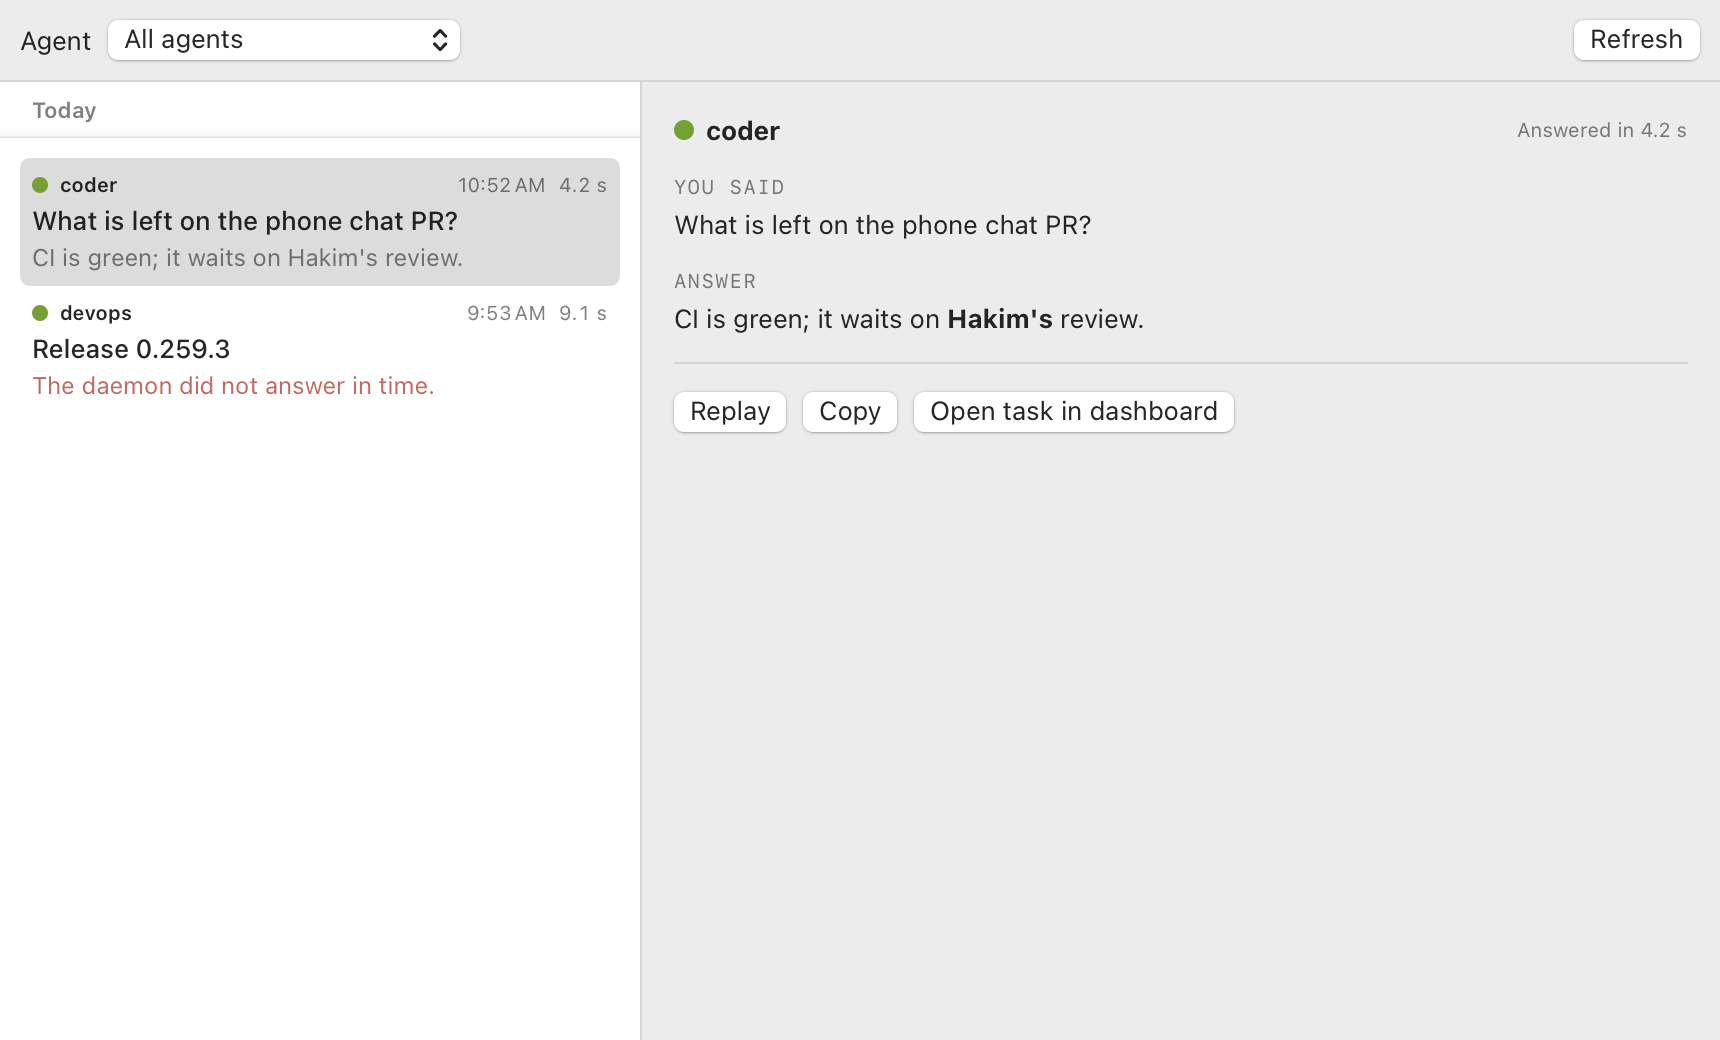 Agent
All agents
Refresh
Today
coder 10:52 AM 4.2 s
What is left on the phone chat PR?
CI is green; it waits on Hakim's review.
devops 9:53 AM 9.1 s
Release 0.259.3
The daemon did not answer in time.
coder
Answered in 4.2 s
YOU SAID
What is left on the phone chat PR?
ANSWER
CI is green; it waits on Hakim's review.
Replay
Copy
Open task in dashboard